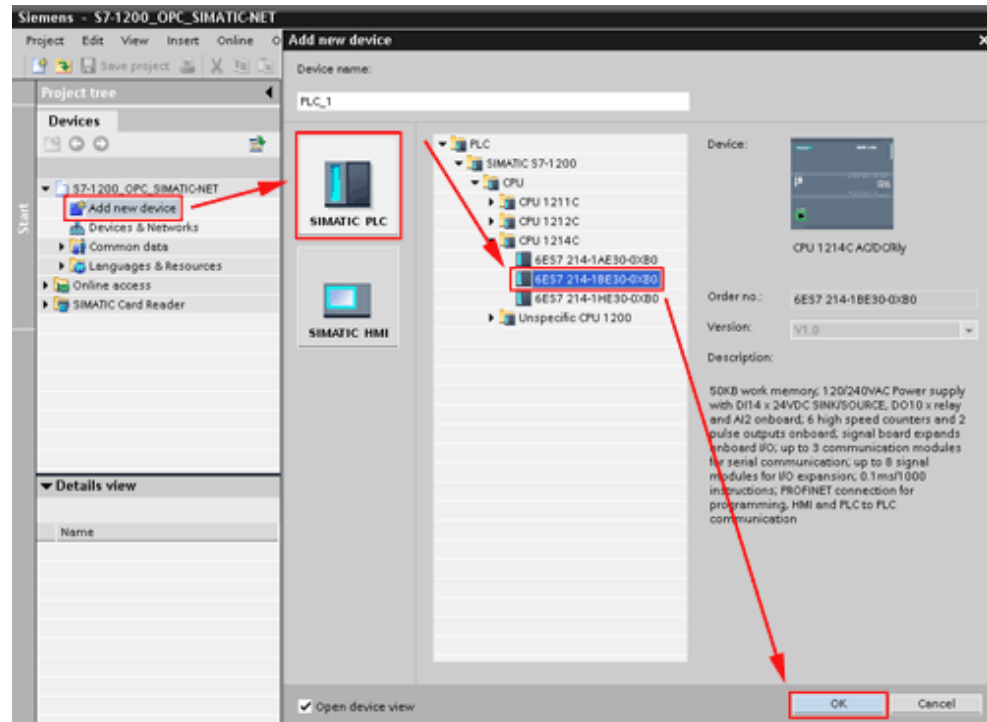 Siemens - S7-1200_OPC_SIMATIC-NET
Project Edit View Insert Online
Save project
Project tree
Devices
S7-1200_OPC_SIMATIC-NET
Add new device
Devices & Networks
Common data
Languages & Resources
Online access
SIMATIC Card Reader
Start
Details view
Name
Add new device
Device name:
PLC_1
SIMATIC PLC
SIMATIC HMI
PLC
SIMATIC S7-1200
CPU
CPU 1211C
CPU 1212C
CPU 1214C
6ES7 214-1AE30-0XB0
6ES7 214-1BE30-0XB0
6ES7 214-1HE30-0XB0
Unspecific CPU 1200
Device:
CPU 1214C AC/DC/Rly
Order no.:
6ES7 214-1BE30-0XB0
Version:
V1.0
Description:
50KB work memory; 120/240VAC Power supply
with DI14 x 24VDC SINK/SOURCE, DO10 x relay
and AI2 onboard; 6 high speed counters and 2
pulse outputs onboard; signal board expands
onboard I/O; up to 3 communication modules
for serial communication; up to 8 signal
modules for I/O expansion; 0.1ms/1000
instructions; PROFINET connection for
programming, HMI and PLC to PLC
communication
Open device view
OK
Cancel